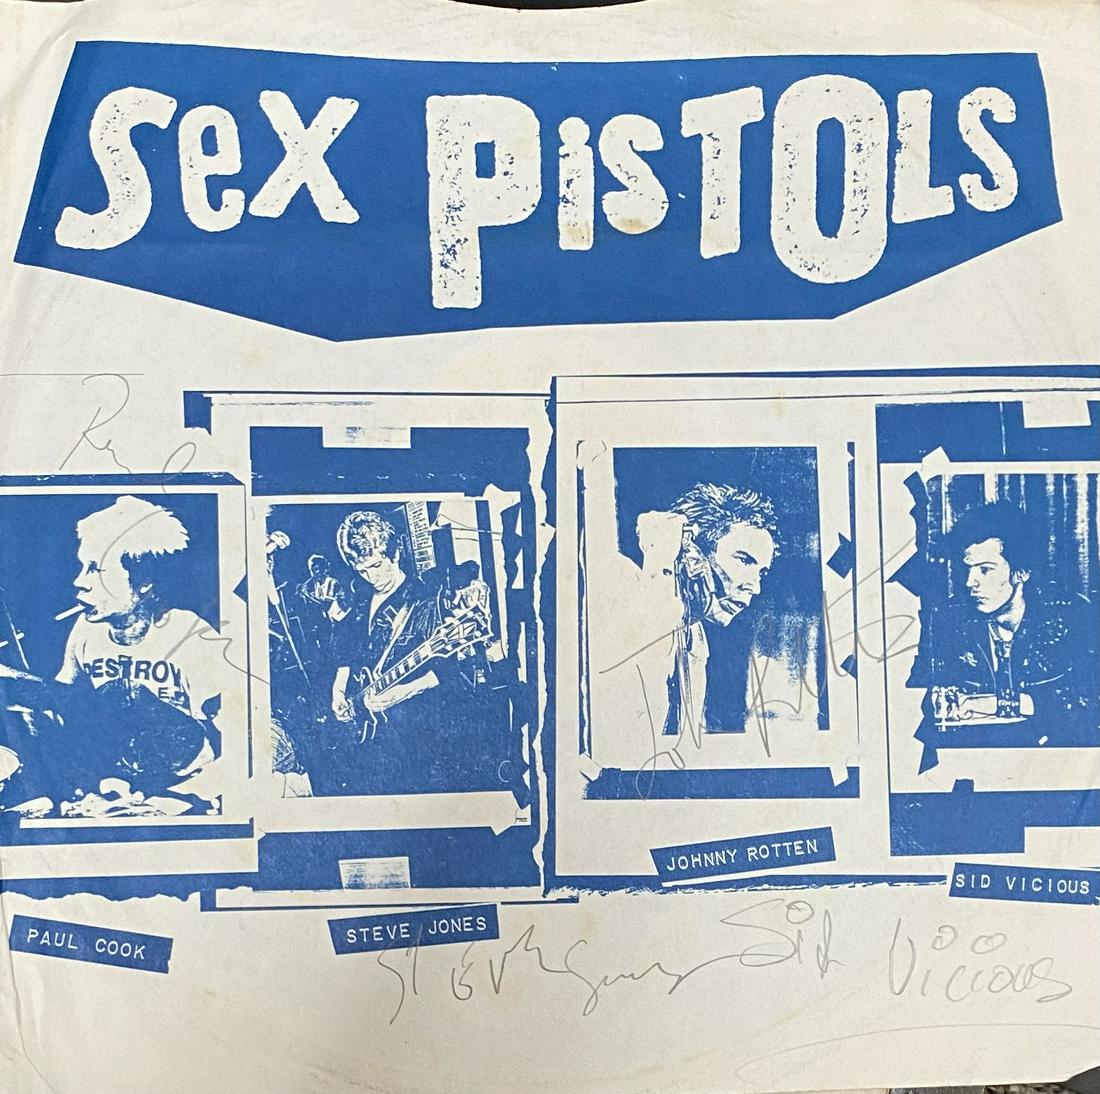 Sex PisTOLs
DESTROY
JOHNNY ROTTEN
SID VICIOUS
PAUL COOK
STEVE JONES
Sid Vicious